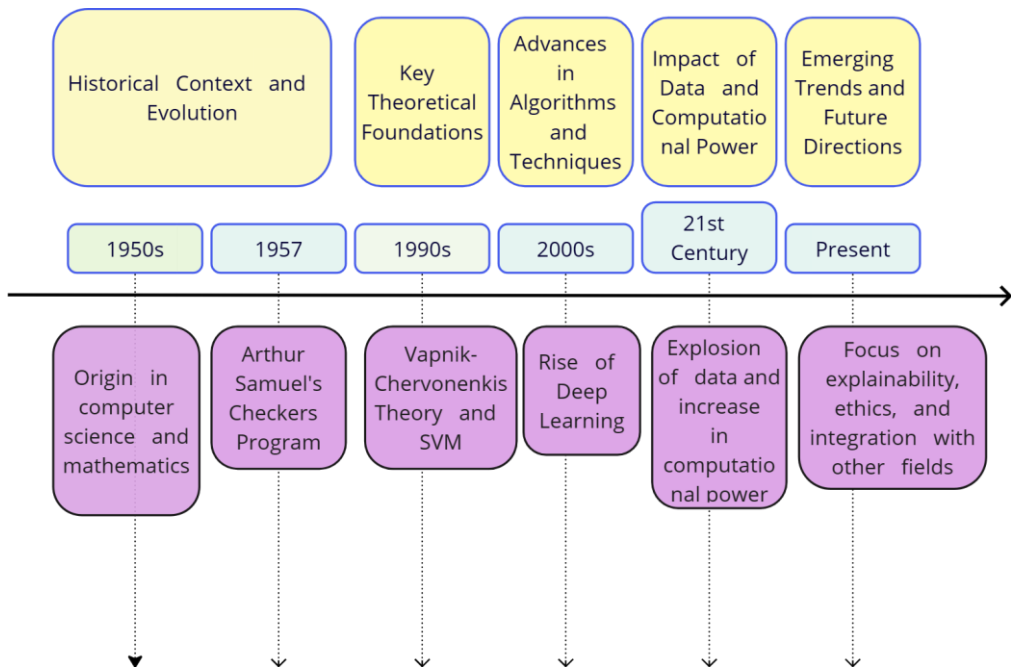 Historical Context and
Evolution
Key
Theoretical
Foundations
Advances
in
Algorithms
and
Techniques
Impact of
Data and
Computatio
nal Power
Emerging
Trends and
Future
Directions
1950s
1957
1990s
2000s
21st
Century
Present
Origin in
computer
science and
mathematics
Arthur
Samuel's
Checkers
Program
Vapnik-
Chervonenkis
Theory and
SVM
Rise of
Deep
Learning
Explosion
of data and
increase
in
computatio
nal power
Focus on
explainability,
ethics, and
integration with
other fields